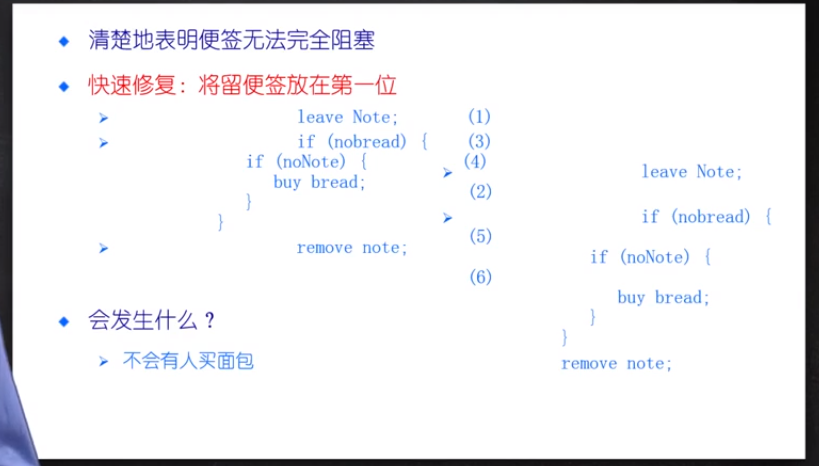 清楚地表明便签无法完全阻塞
快速修复：将留便签放在第一位
leave Note; (1)
if (nobread) { (3)
if (noNote) { (4)
buy bread; (2)
}
}
(5)
remove note;
(6)
leave Note;
if (nobread) {
if (noNote) {
buy bread;
}
}
remove note;
会发生什么？
不会有人买面包